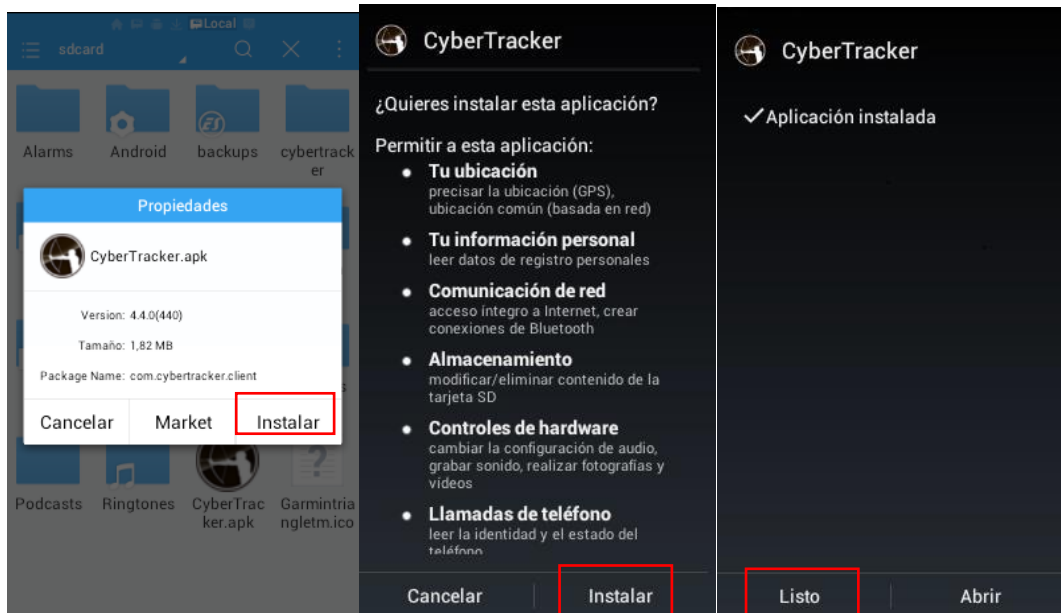 Local
sdcard
Alarms
Android
backups
cybertrack
er
Propiedades
CyberTracker.apk
Version: 4.4.0(440)
Tamaño: 1,82 MB
Package Name: com.cybertracker.client
Cancelar
Market
Instalar
Podcasts
Ringtones
CyberTrac
ker.apk
Garmintria
ngletm.ico
CyberTracker
¿Quieres instalar esta aplicación?
Permitir a esta aplicación:
Tu ubicación
precisar la ubicación (GPS),
ubicación común (basada en red)
Tu información personal
leer datos de registro personales
Comunicación de red
acceso íntegro a Internet, crear
conexiones de Bluetooth
Almacenamiento
modificar/eliminar contenido de la
tarjeta SD
Controles de hardware
cambiar la configuración de audio,
grabar sonido, realizar fotografías y
vídeos
Llamadas de teléfono
leer la identidad y el estado del
teléfono
Cancelar
Instalar
CyberTracker
Aplicación instalada
Listo
Abrir